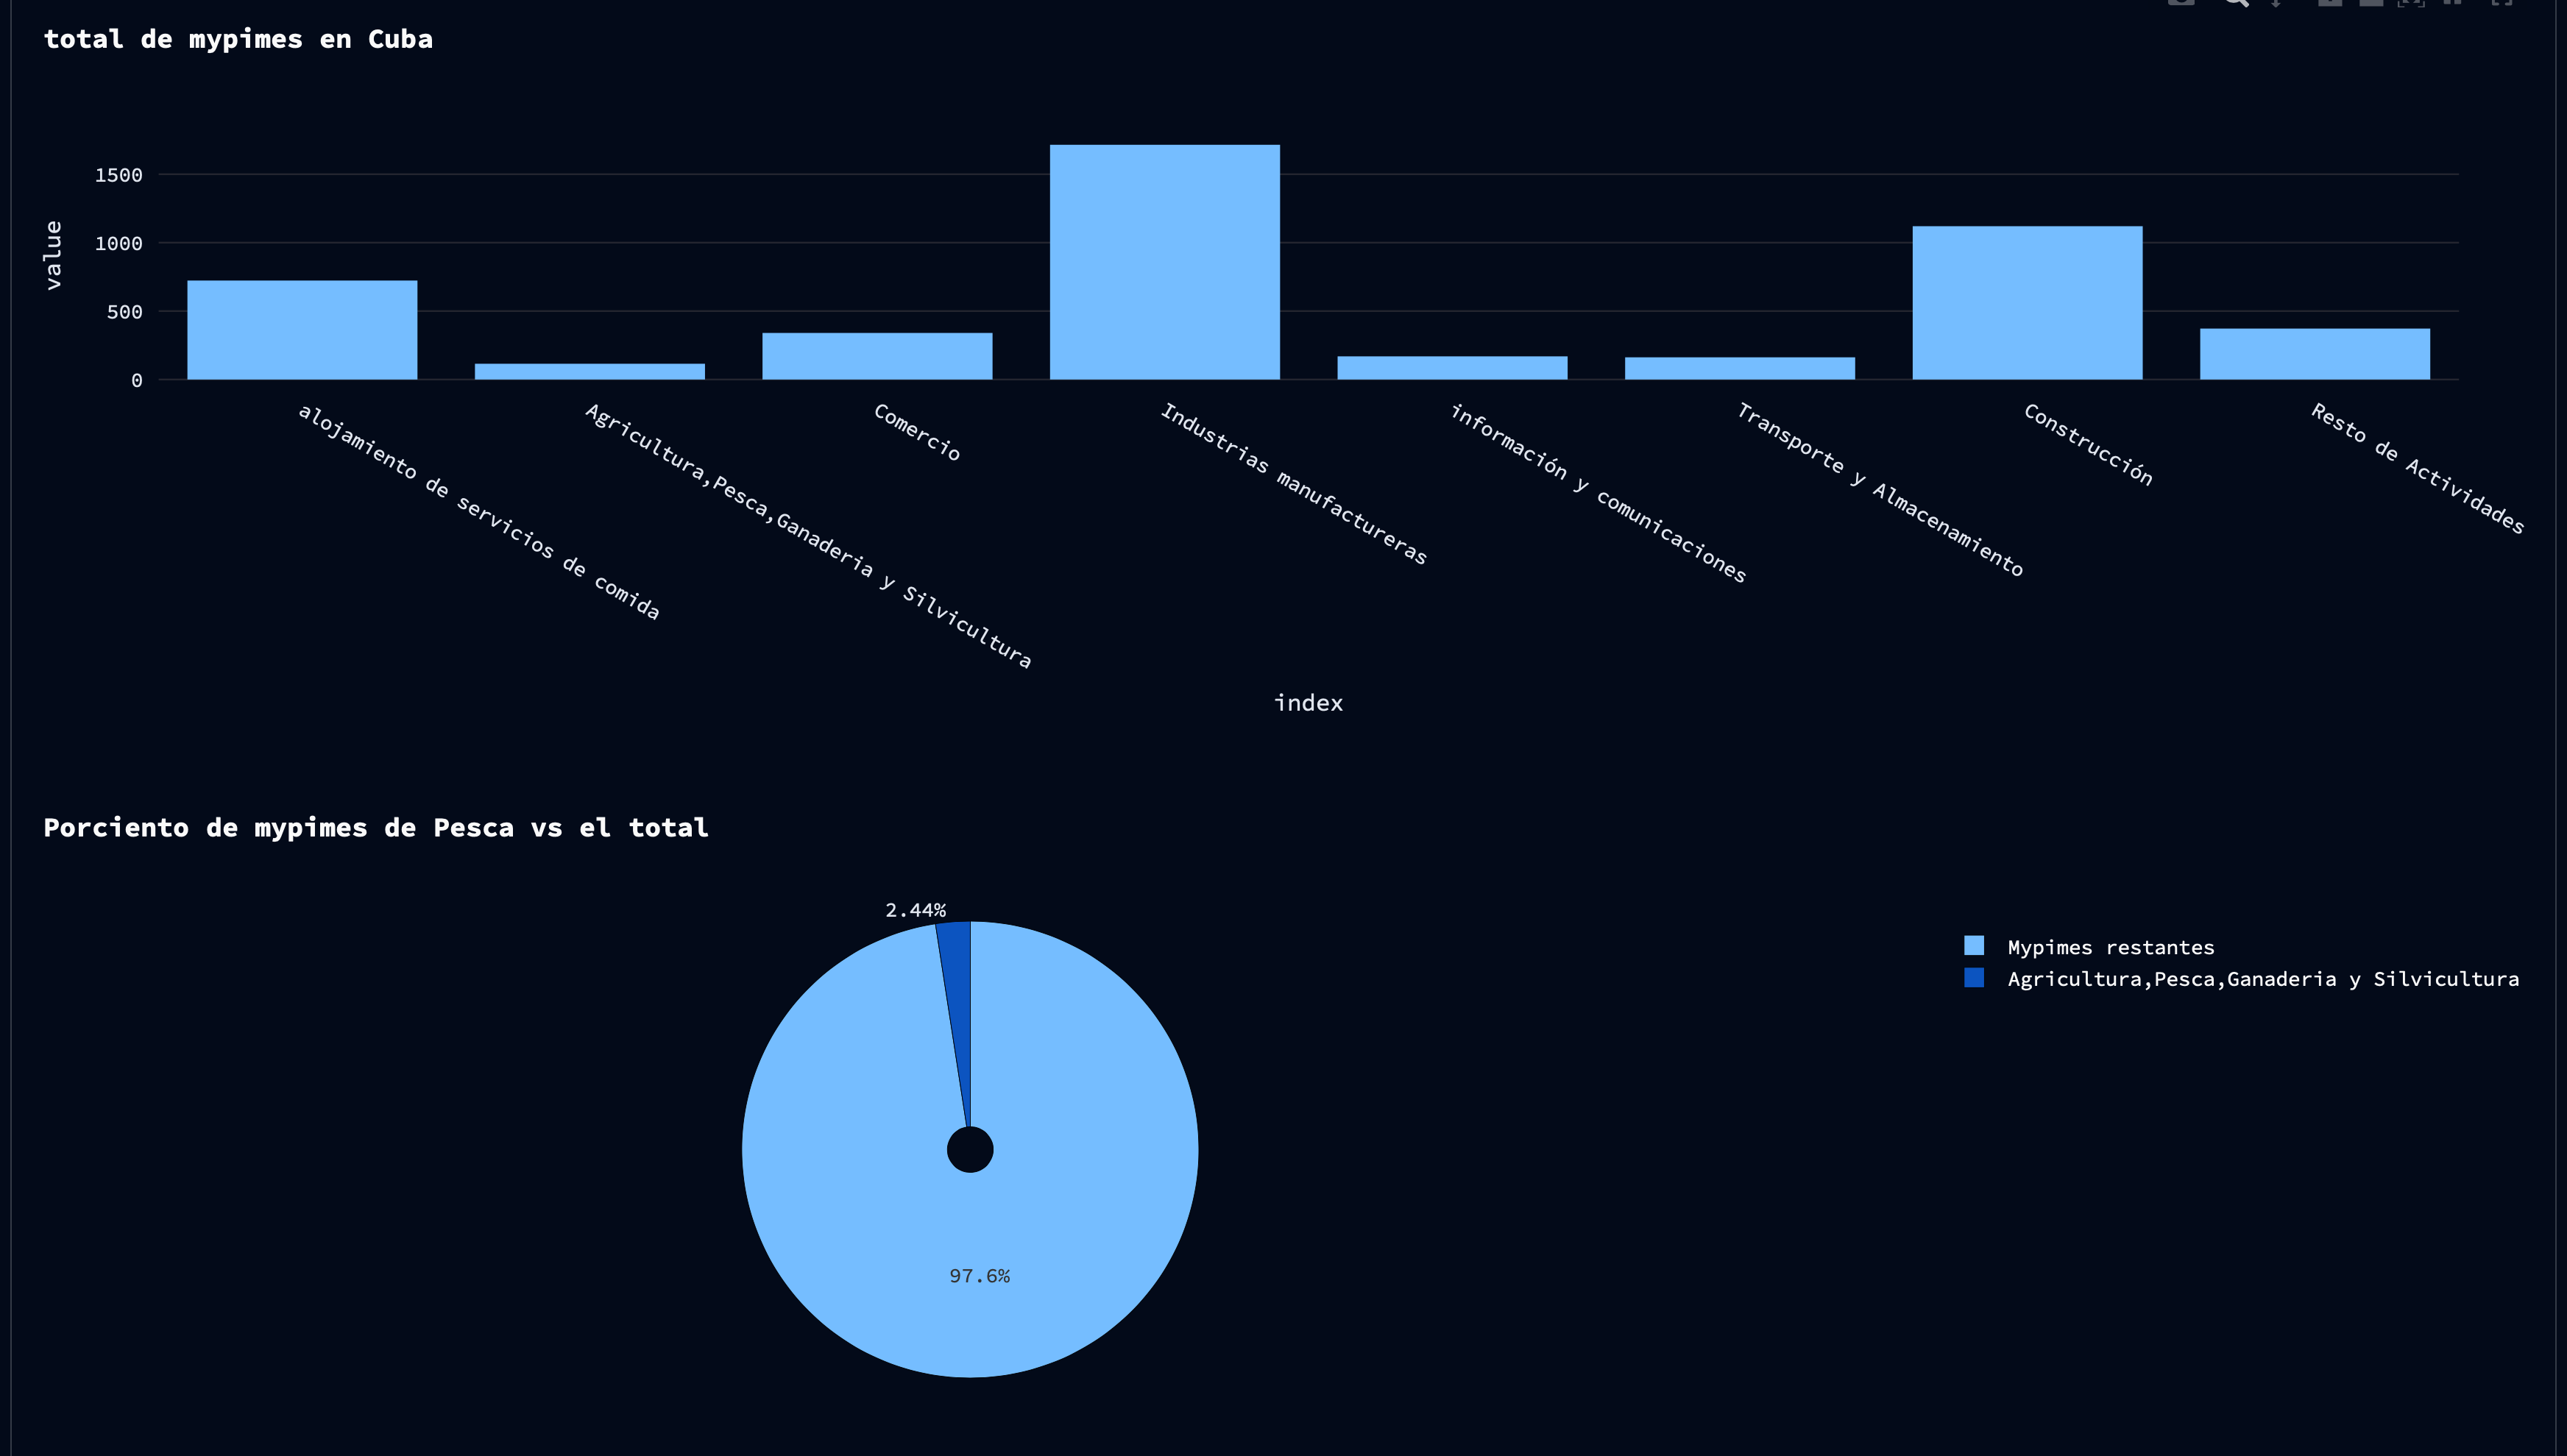 total de mypimes en Cuba
1500
1000
500
0
value
alojamiento de servicios de comida
Agricultura,Pesca,Ganaderia y Silvicultura
Comercio
Industrias manufactureras
información y comunicaciones
Transporte y Almacenamiento
Construcción
Resto de Actividades
index
Porciento de mypimes de Pesca vs el total
2.44%
97.6%
Mypimes restantes
Agricultura,Pesca,Ganaderia y Silvicultura